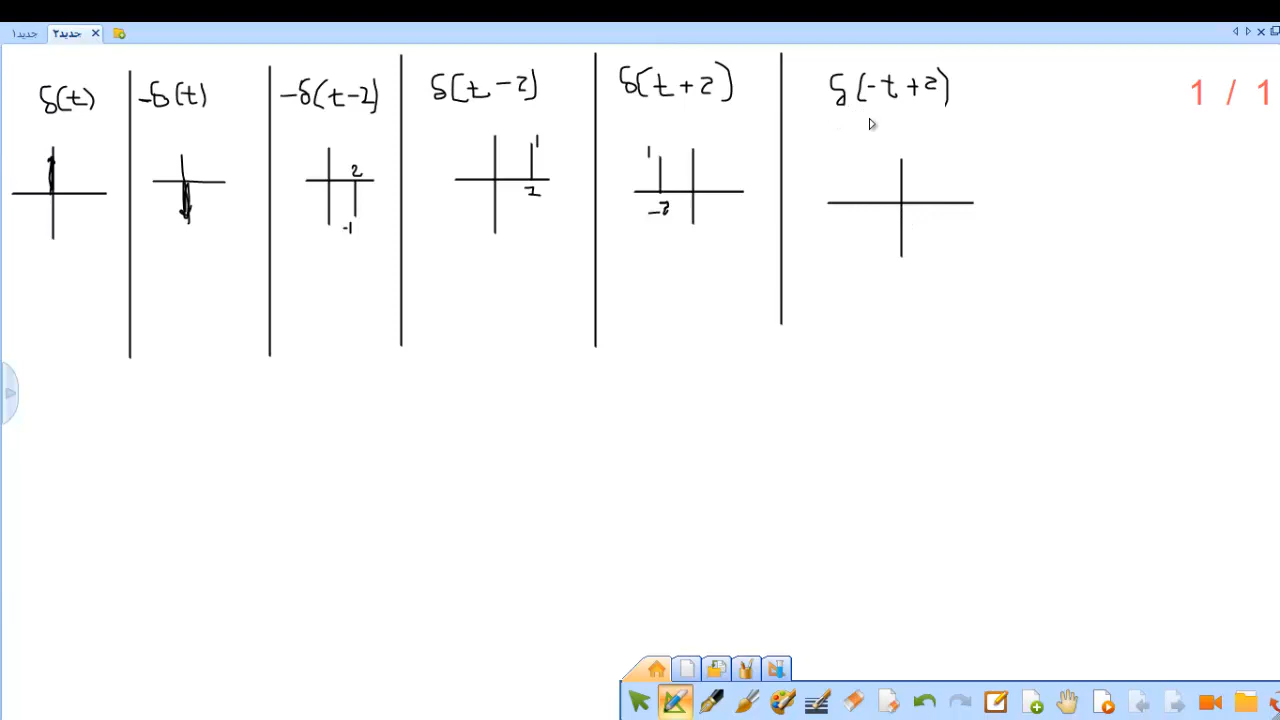 جديد١
جديد٢
δ(t)
-δ(t)
-δ(t-2)
δ(t-2)
δ(t+2)
δ(-t+2)
1 / 1
2
-1
1
2
1
-2